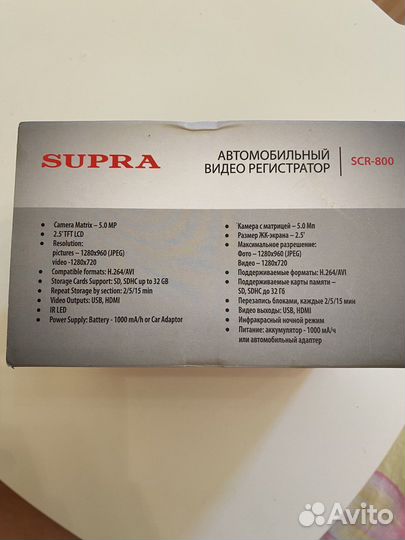 SUPRA
АВТОМОБИЛЬНЫЙ
ВИДЕО РЕГИСТРАТОР
SCR-800
• Camera Matrix – 5.0 MP
• 2.5" TFT LCD
• Resolution:
pictures – 1280x960 (JPEG)
video -1280x720
• Compatible formats: H.264/AVI
• Storage Cards Support: SD, SDHC up to 32 GB
• Repeat Storage by section: 2/5/15 min
• Video Outputs: USB, HDMI
• IR LED
• Power Supply: Battery - 1000 mA/h or Car Adaptor
• Камера с матрицей – 5.0 Мп
• Размер ЖК-экрана – 2.5"
• Максимальное разрешение:
Фото – 1280x960 (JPEG)
Видео – 1280x720
• Поддерживаемые форматы: H.264/AVI
• Поддерживаемые карты памяти –
SD, SDHC до 32 Гб
• Перезапись блоками, каждые 2/5/15 мин
• Видео выходы: USB, HDMI
• Инфракрасный ночной режим
• Питание: аккумулятор - 1000 мА/ч
или автомобильный адаптер
Avito